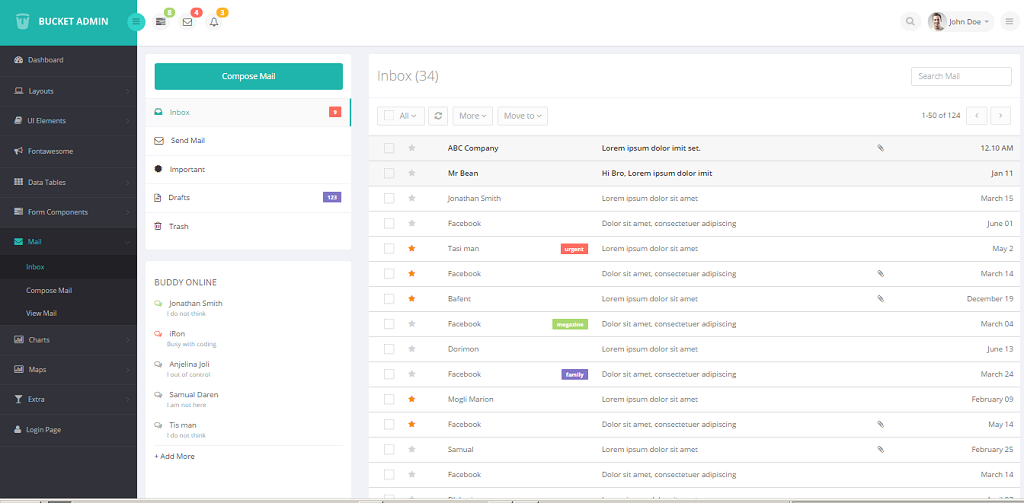 BUCKET ADMIN
8
4
3
John Doe
Dashboard
Layouts
UI Elements
Fontawesome
Data Tables
Form Components
Mail
Inbox
Compose Mail
View Mail
Charts
Maps
Extra
Login Page
Compose Mail
Inbox 9
Send Mail
Important
Drafts 123
Trash
BUDDY ONLINE
Jonathan Smith
I do not think
iRon
Busy with coding
Anjelina Joli
I out of control
Samual Daren
I am not here
Tis man
I do not think
+ Add More
Inbox (34)
Search Mail
All More Move to 1-50 of 124
ABC Company Lorem ipsum dolor imit set. 12.10 AM
Mr Bean Hi Bro, Lorem ipsum dolor imit Jan 11
Jonathan Smith Lorem ipsum dolor sit amet March 15
Facebook Dolor sit amet, consectetuer adipiscing June 01
Tasi man urgent Lorem ipsum dolor sit amet May 2
Facebook Dolor sit amet, consectetuer adipiscing March 14
Bafent Lorem ipsum dolor sit amet December 19
Facebook megazine Dolor sit amet, consectetuer adipiscing March 04
Dorimon Lorem ipsum dolor sit amet June 13
Facebook family Dolor sit amet, consectetuer adipiscing March 24
Mogli Marion Lorem ipsum dolor sit amet February 09
Facebook Dolor sit amet, consectetuer adipiscing May 14
Samual Lorem ipsum dolor sit amet February 25
Facebook Dolor sit amet, consectetuer adipiscing March 14